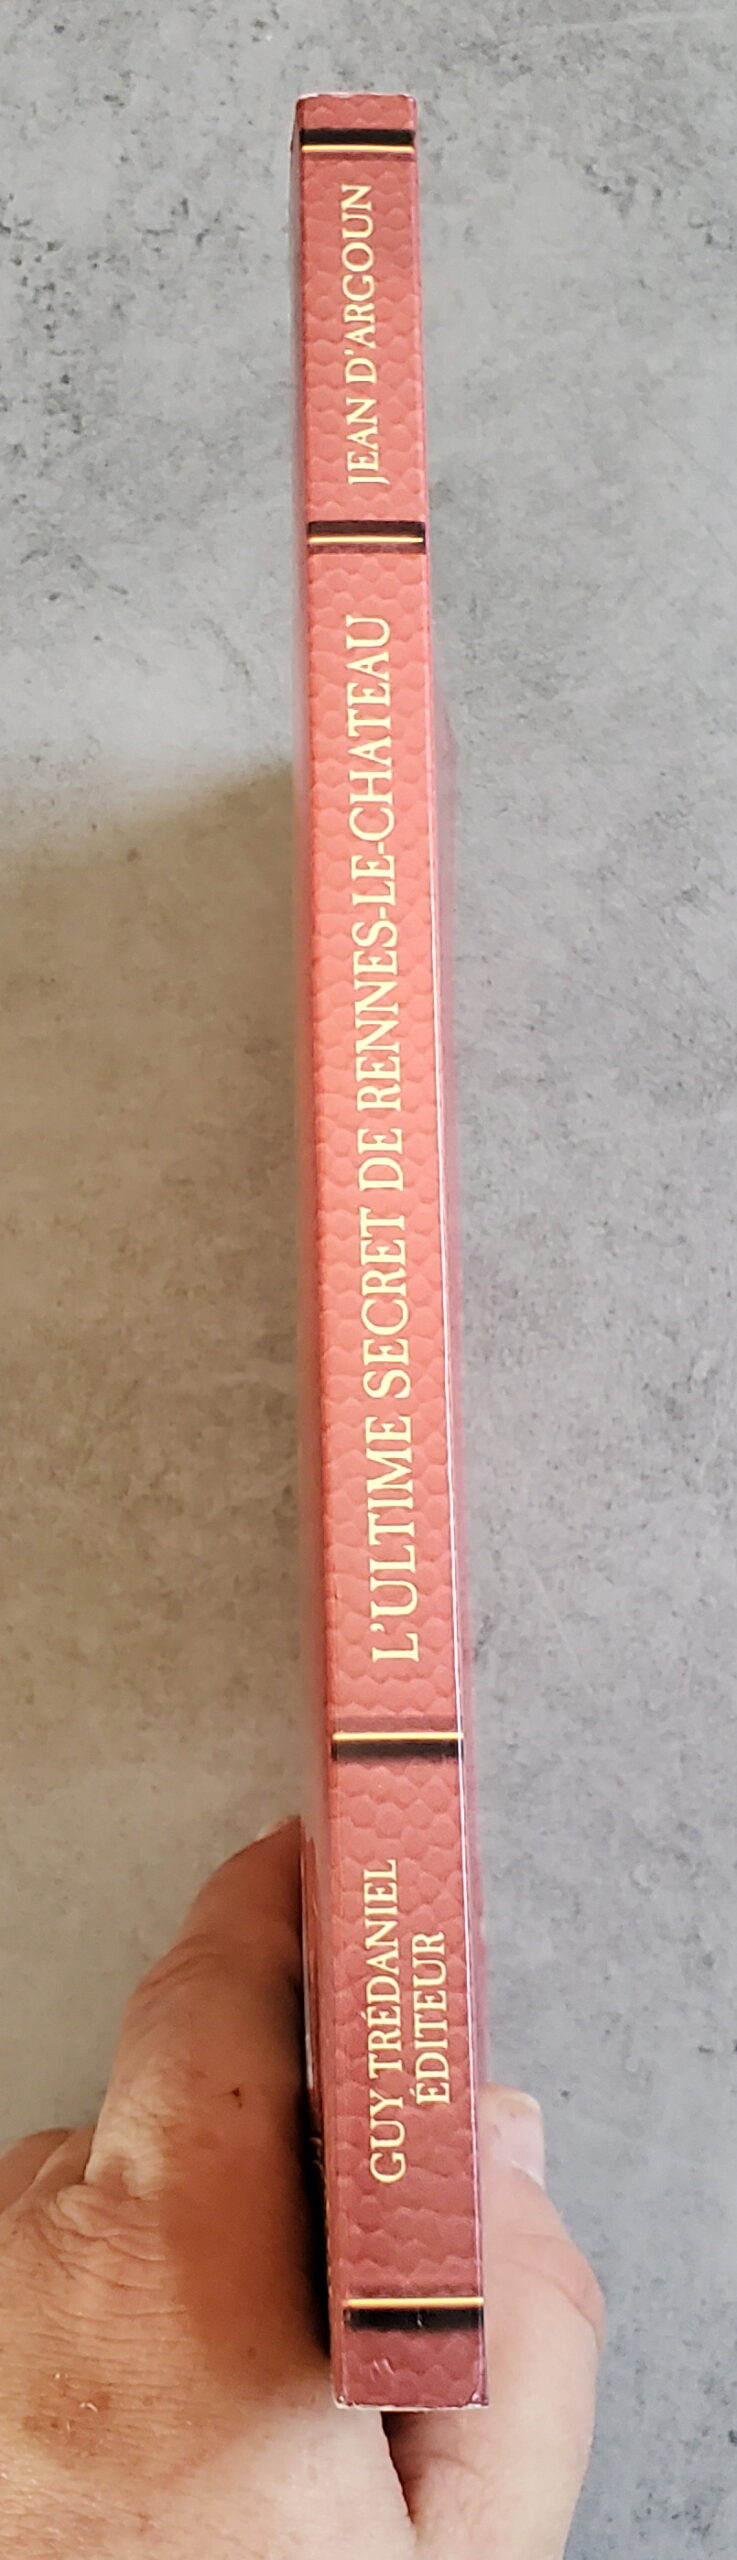 JEAN D'ARGOUN
L'ULTIME SECRET DE RENNES-LE-CHATEAU
GUY TRÉDANIEL
ÉDITEUR